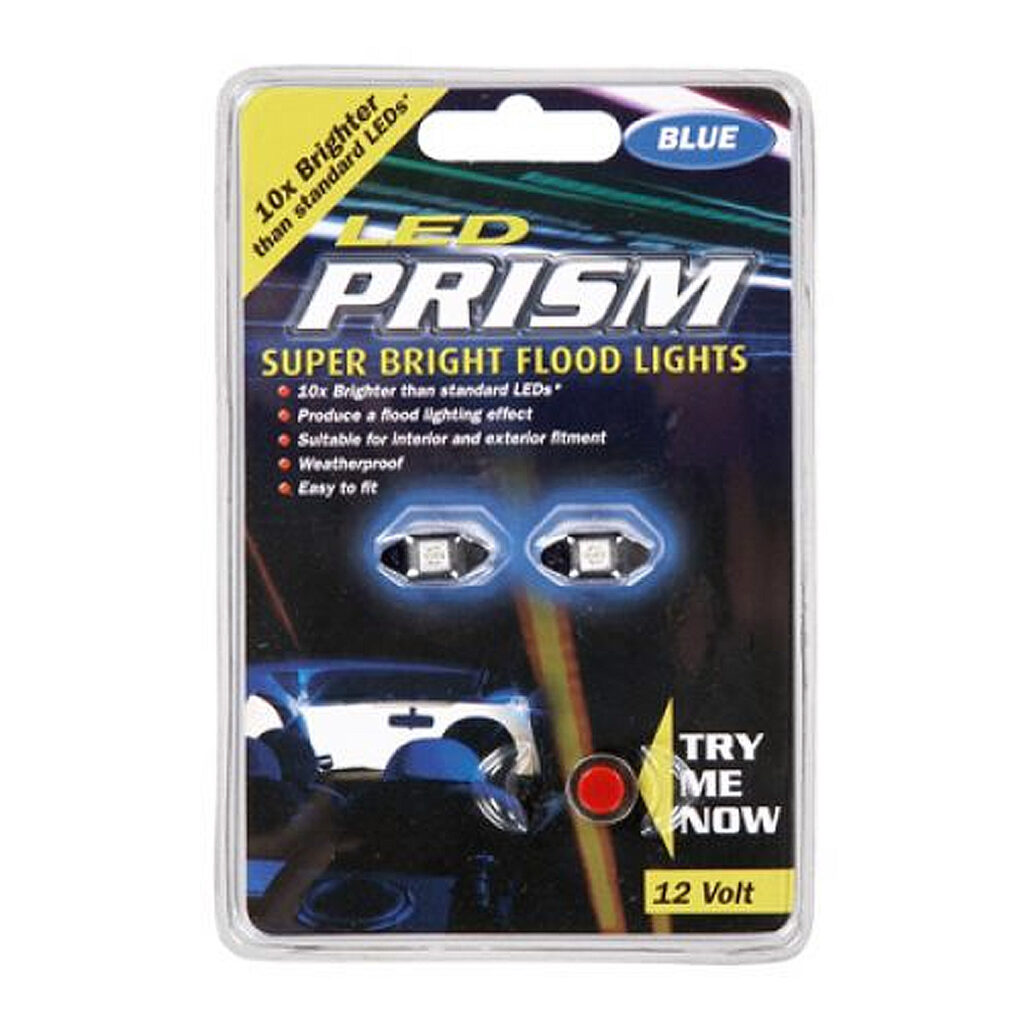 10x Brighter
than standard LEDs*
BLUE
LED
PRISM
SUPER BRIGHT FLOOD LIGHTS
10x Brighter than standard LEDs*
Produce a flood lighting effect
Suitable for interior and exterior fitment
Weatherproof
Easy to fit
TRY
ME
NOW
12 Volt